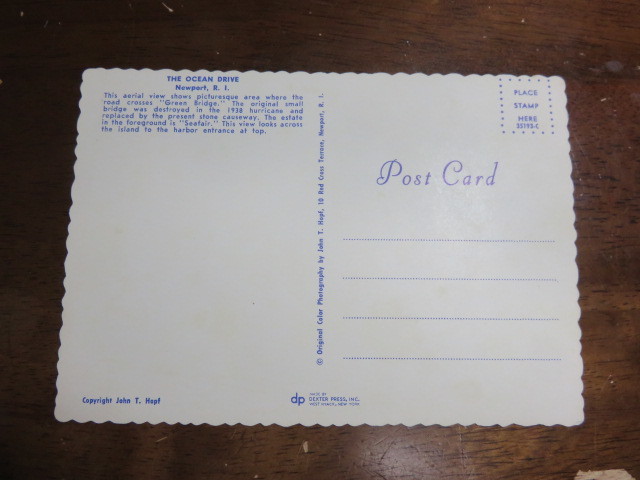 THE OCEAN DRIVE
Newport, R. I.
This aerial view shows picturesque area where the
road crosses "Green Bridge." The original small
bridge was destroyed in the 1938 hurricane and
replaced by the present stone causeway. The estate
in the foreground is "Seafair." This view looks across
the island to the harbor entrance at top.
Copyright John T. Hopf
© Original Color Photography by John T. Hopf, 10 Red Cross Terrace, Newport, R. I.
PLACE
STAMP
HERE
35195-C
Post Card
dp
MADE BY
DEXTER PRESS, INC.
WEST NYACK, NEW YORK